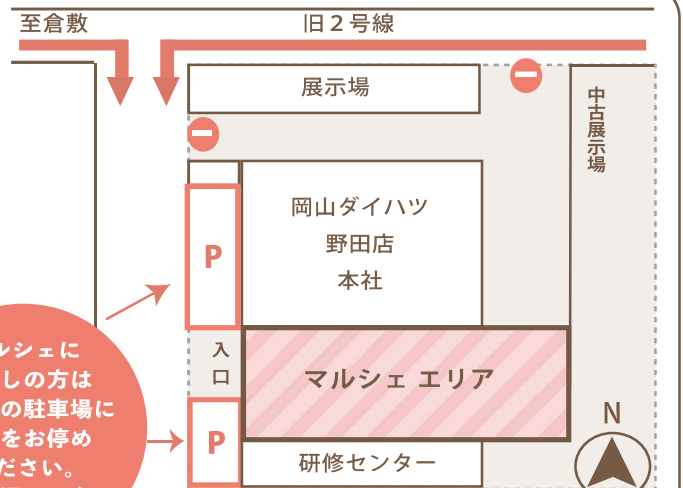 至倉敷
旧２号線
展示場
中古展示場
岡山ダイハツ
野田店
本社
P
入口
マルシェ エリア
P
研修センター
N
ルシェに
しの方は
の駐車場に
をお停め
ださい。